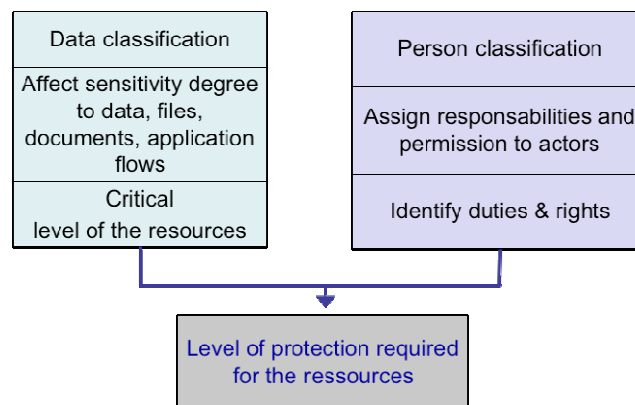 Data classification
Affect sensitivity degree
to data, files,
documents, application
flows
Critical
level of the resources
Person classification
Assign responsabilities and
permission to actors
Identify duties & rights
Level of protection required
for the ressources